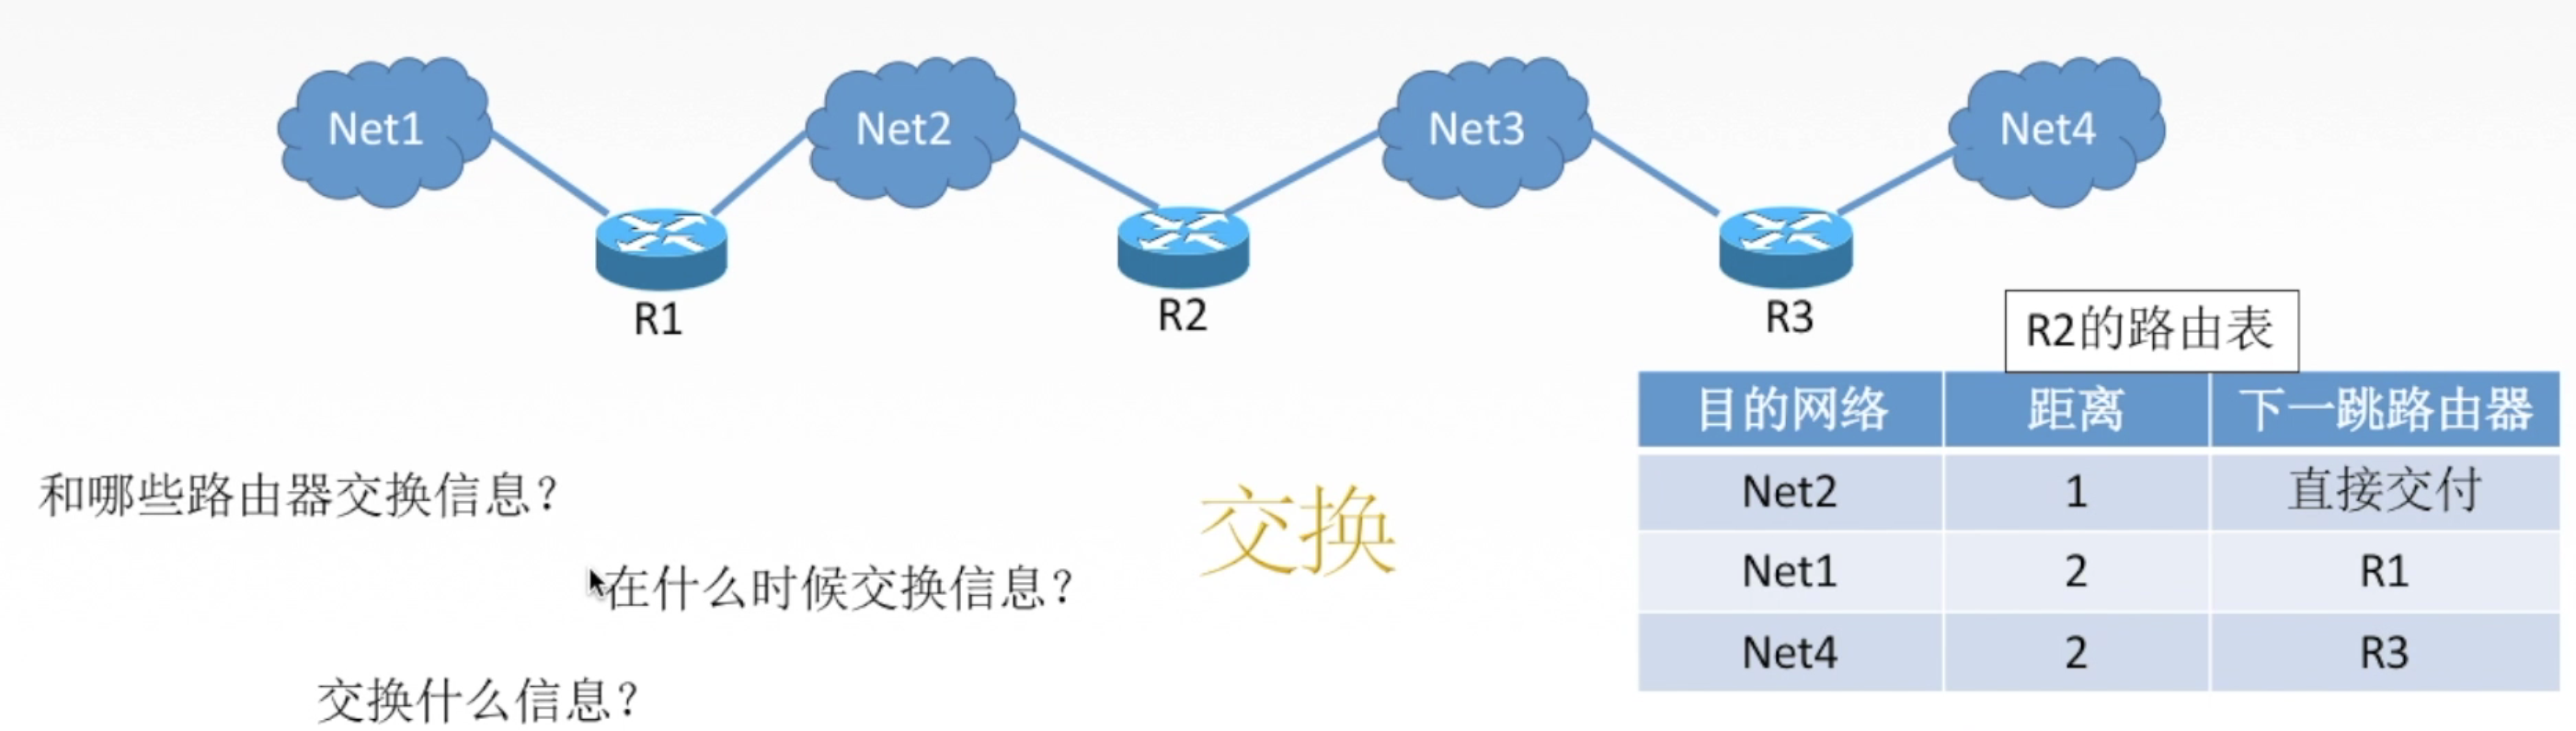 Net1
Net2
Net3
Net4
R1
R2
R3
R2的路由表
目的网络 距离 下一跳路由器
Net2 1 直接交付
Net1 2 R1
Net4 2 R3
和哪些路由器交换信息?
在什么时候交换信息?
交换什么信息?
交换